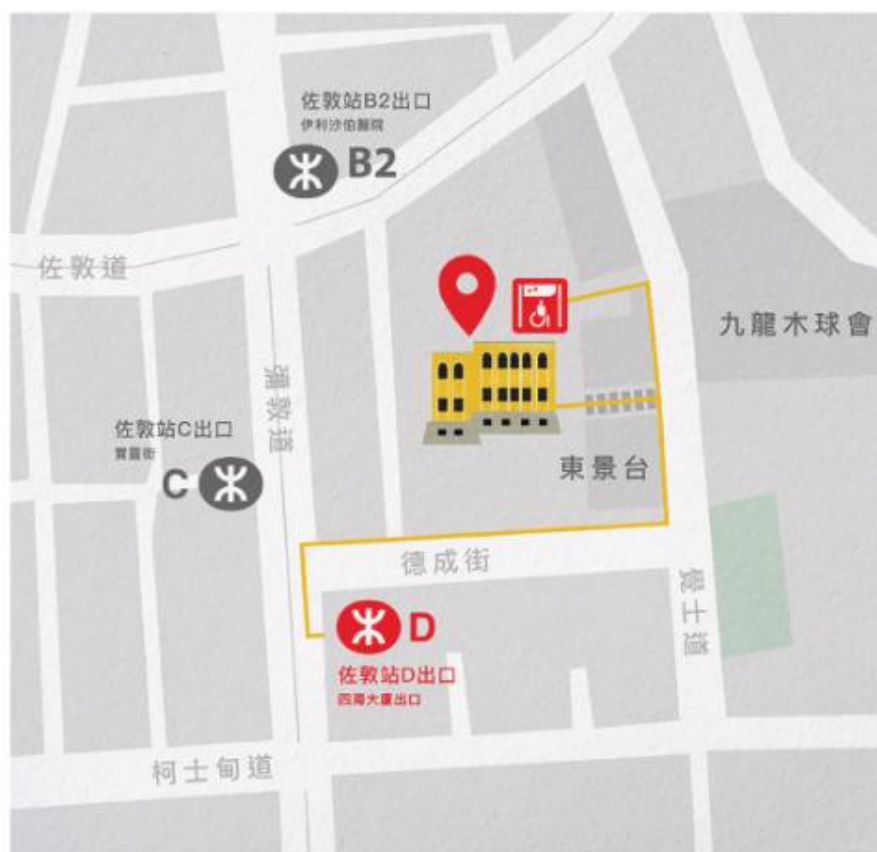 佐敦站B2出口
伊利沙伯醫院
B2
佐敦道
九龍木球會
彌敦道
佐敦站C出口
寶靈街
C
東景台
德成街
覺士道
D
佐敦站D出口
四海大廈出口
柯士甸道